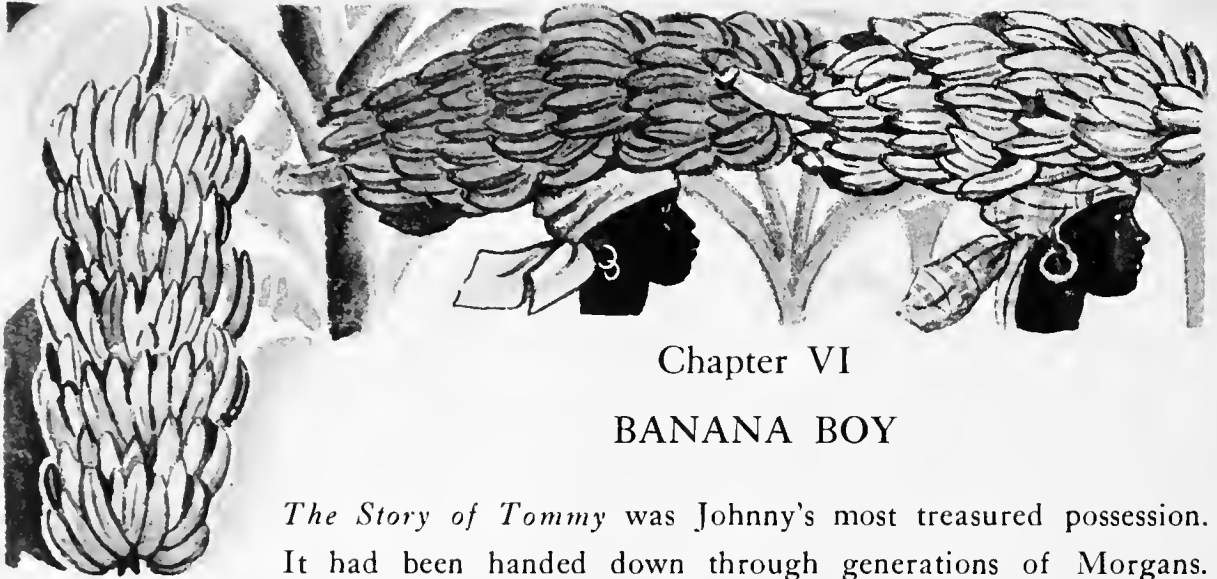 Chapter VI
BANANA BOY
The Story of Tommy was Johnny's most treasured possession.
It had been handed down through generations of Morgans.